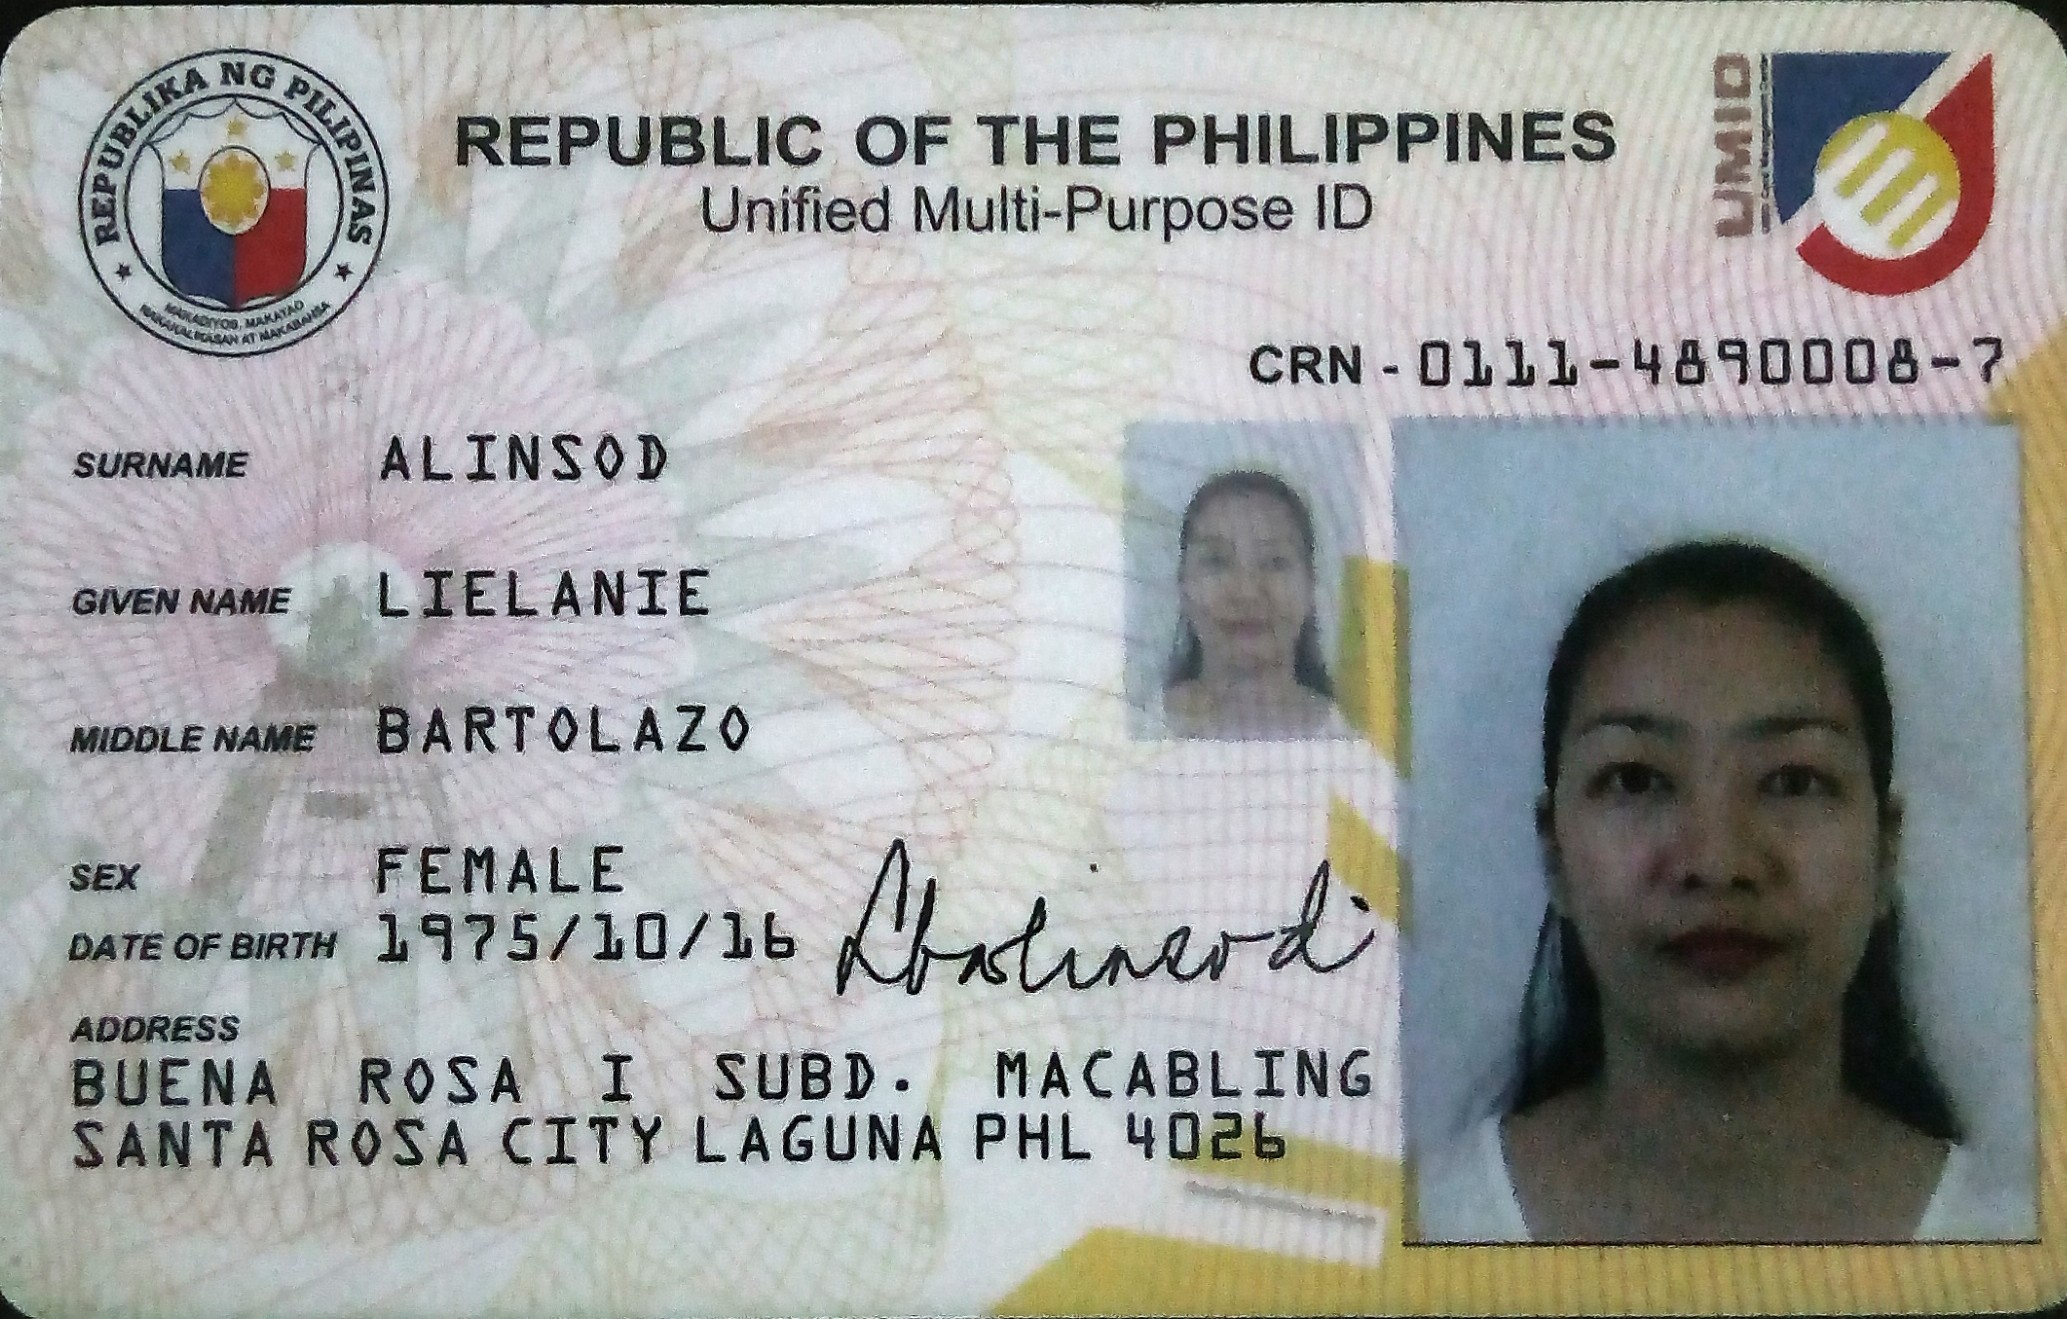 REPUBLIKA NG PILIPINAS
MAKADIYOS, MAKATAO
MAKAKALIKASAN AT MAKABANSA
REPUBLIC OF THE PHILIPPINES
Unified Multi-Purpose ID
UMID
CRN - 0111-4890008-7
SURNAME ALINSOD
GIVEN NAME LIELANIE
MIDDLE NAME BARTOLAZO
SEX FEMALE
DATE OF BIRTH 1975/10/16
ADDRESS
BUENA ROSA I SUBD. MACABLING
SANTA ROSA CITY LAGUNA PHL 4026